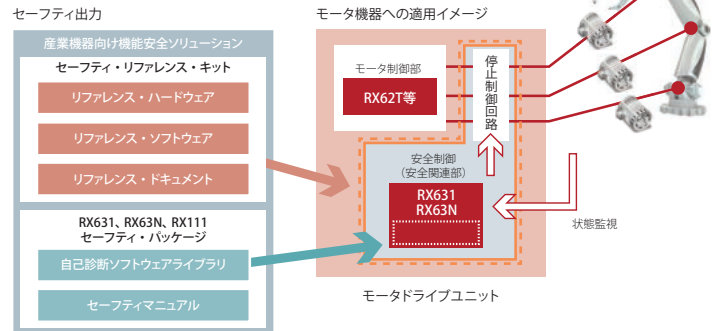 セーフティ出力
産業機器向け機能安全ソリューション
セーフティ・リファレンス・キット
リファレンス・ハードウェア
リファレンス・ソフトウェア
リファレンス・ドキュメント
RX631、RX63N、RX111
セーフティ・パッケージ
自己診断ソフトウェアライブラリ
セーフティマニュアル
モータ機器への適用イメージ
モータ制御部
RX62T等
停止制御回路
安全制御
（安全関連部）
RX631
RX63N
状態監視
モータドライブユニット